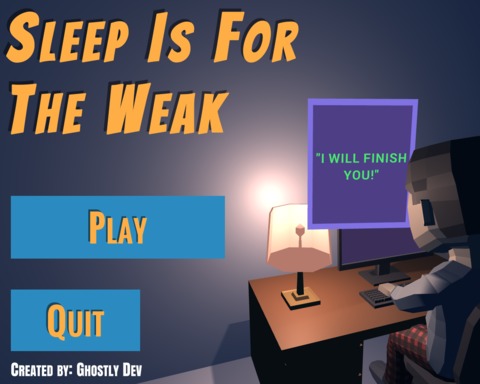 Sleep Is For
The Weak
"I WILL FINISH
YOU!"
Play
Quit
Created by: Ghostly Dev